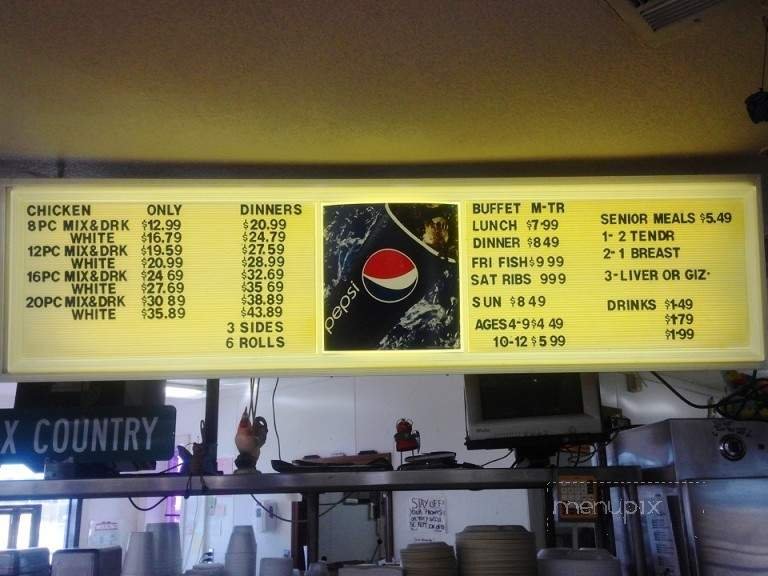 CHICKEN ONLY DINNERS
8PC MIX&DRK $12.99 $20.99
WHITE $16.79 $24.79
12PC MIX&DRK $19.59 $27.59
WHITE $20.99 $28.99
16PC MIX&DRK $24 69 $32.69
WHITE $27.69 $35 69
20PC MIX&DRK $30 89 $38.89
WHITE $35.89 $43.89
3 SIDES
6 ROLLS
pepsi
BUFFET M-TR
LUNCH $7.99
DINNER $8 49
FRI FISH $9 99
SAT RIBS 999
SUN $8 49
AGES 4-9 $4 49
10-12 $5 99
SENIOR MEALS $5.49
1- 2 TENDR
2- 1 BREAST
3-LIVER OR GIZ
DRINKS $1.49
$1.79
$1.99
X COUNTRY
STAY OFF
menupix